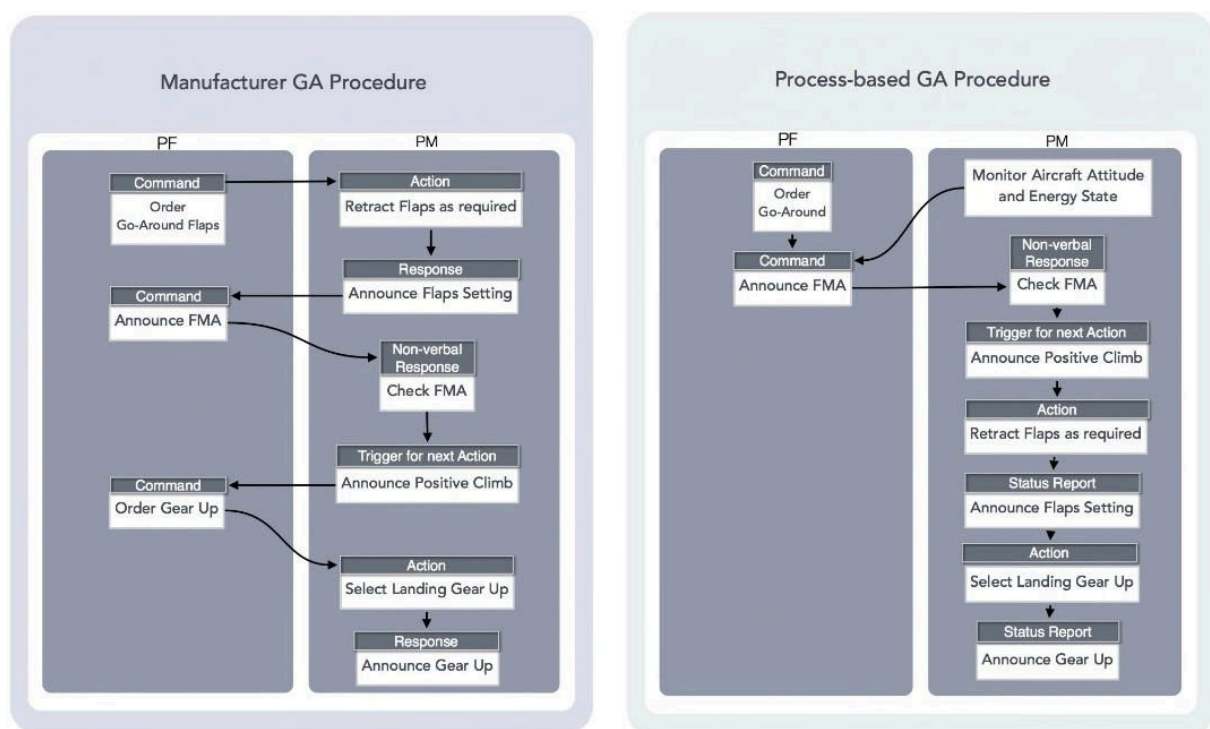 Manufacturer GA Procedure
PF
PM
Command
Order
Go-Around Flaps
Action
Retract Flaps as required
Response
Announce Flaps Setting
Command
Announce FMA
Non-verbal
Response
Check FMA
Trigger for next Action
Announce Positive Climb
Command
Order Gear Up
Action
Select Landing Gear Up
Response
Announce Gear Up
Process-based GA Procedure
PF
PM
Command
Order
Go-Around
Monitor Aircraft Attitude
and Energy State
Command
Announce FMA
Non-verbal
Response
Check FMA
Trigger for next Action
Announce Positive Climb
Action
Retract Flaps as required
Status Report
Announce Flaps Setting
Action
Select Landing Gear Up
Status Report
Announce Gear Up